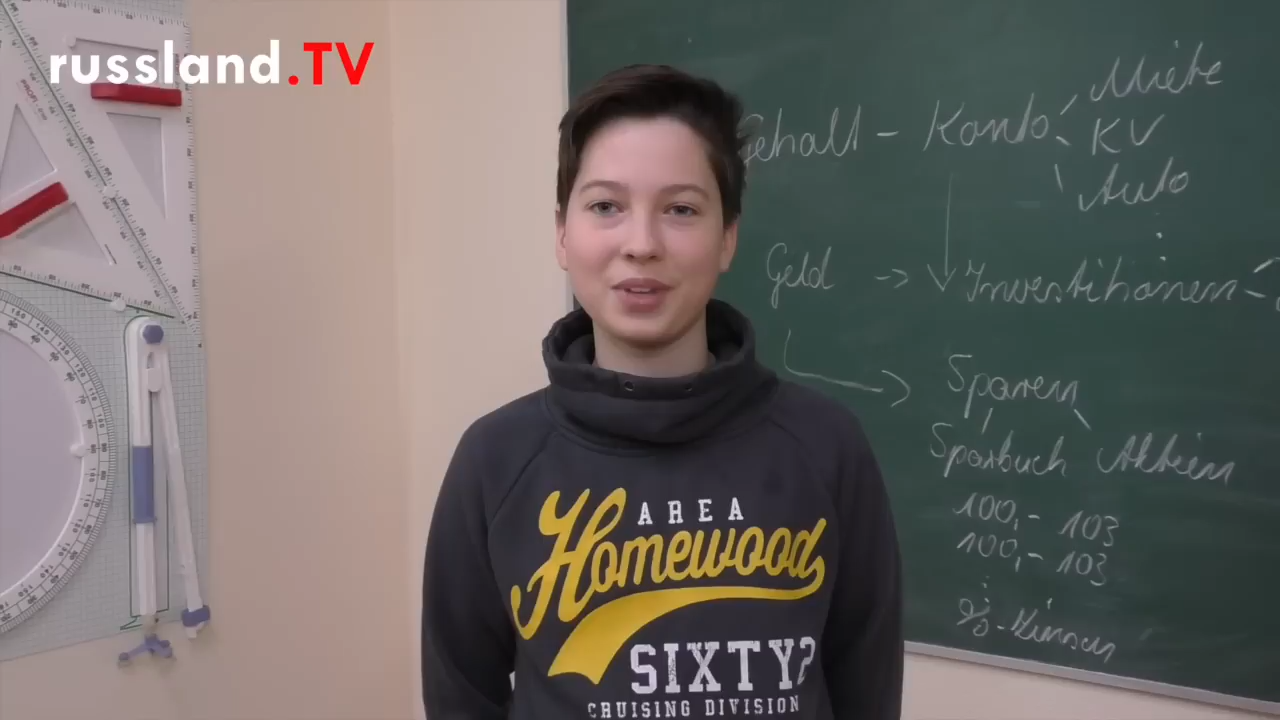 russland.TV
Gehalt - Konto
Miete
KV
Auto
Geld -> Investitionen -
Sparen
Sparbuch Aktien
100,- 103
100,- 103
% - Zinsen
AREA
Homewood
SIXTY2
CRUISING DIVISION